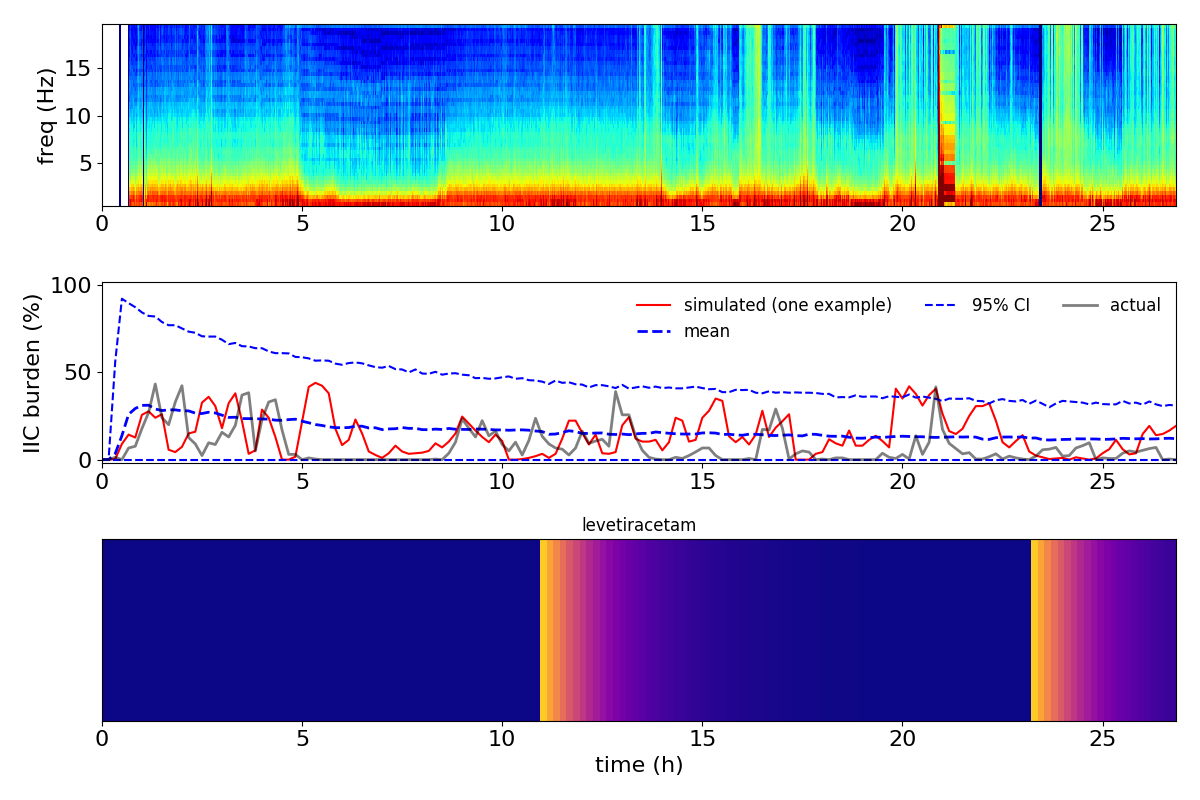 freq (Hz)
15
10
5
0 5 10 15 20 25
IIC burden (%)
100
50
0
simulated (one example)
mean
95% CI
actual
0 5 10 15 20 25
levetiracetam
0 5 10 15 20 25
time (h)